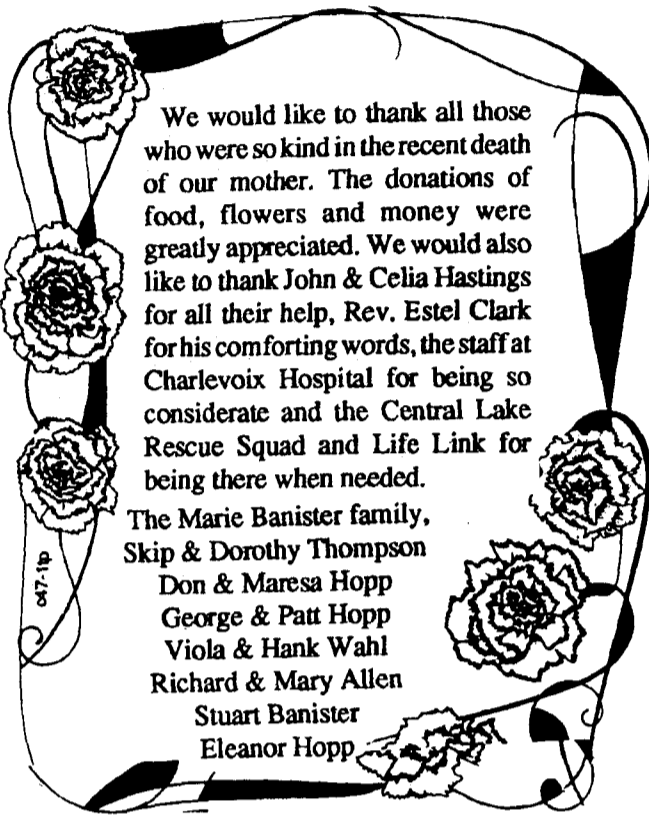 We would like to thank all those
who were so kind in the recent death
of our mother. The donations of
food, flowers and money were
greatly appreciated. We would also
like to thank John & Celia Hastings
for all their help, Rev. Estel Clark
for his comforting words, the staff at
Charlevoix Hospital for being so
considerate and the Central Lake
Rescue Squad and Life Link for
being there when needed.
The Marie Banister family,
Skip & Dorothy Thompson
Don & Maresa Hopp
George & Patt Hopp
Viola & Hank Wahl
Richard & Mary Allen
Stuart Banister
Eleanor Hopp
c47-1tp